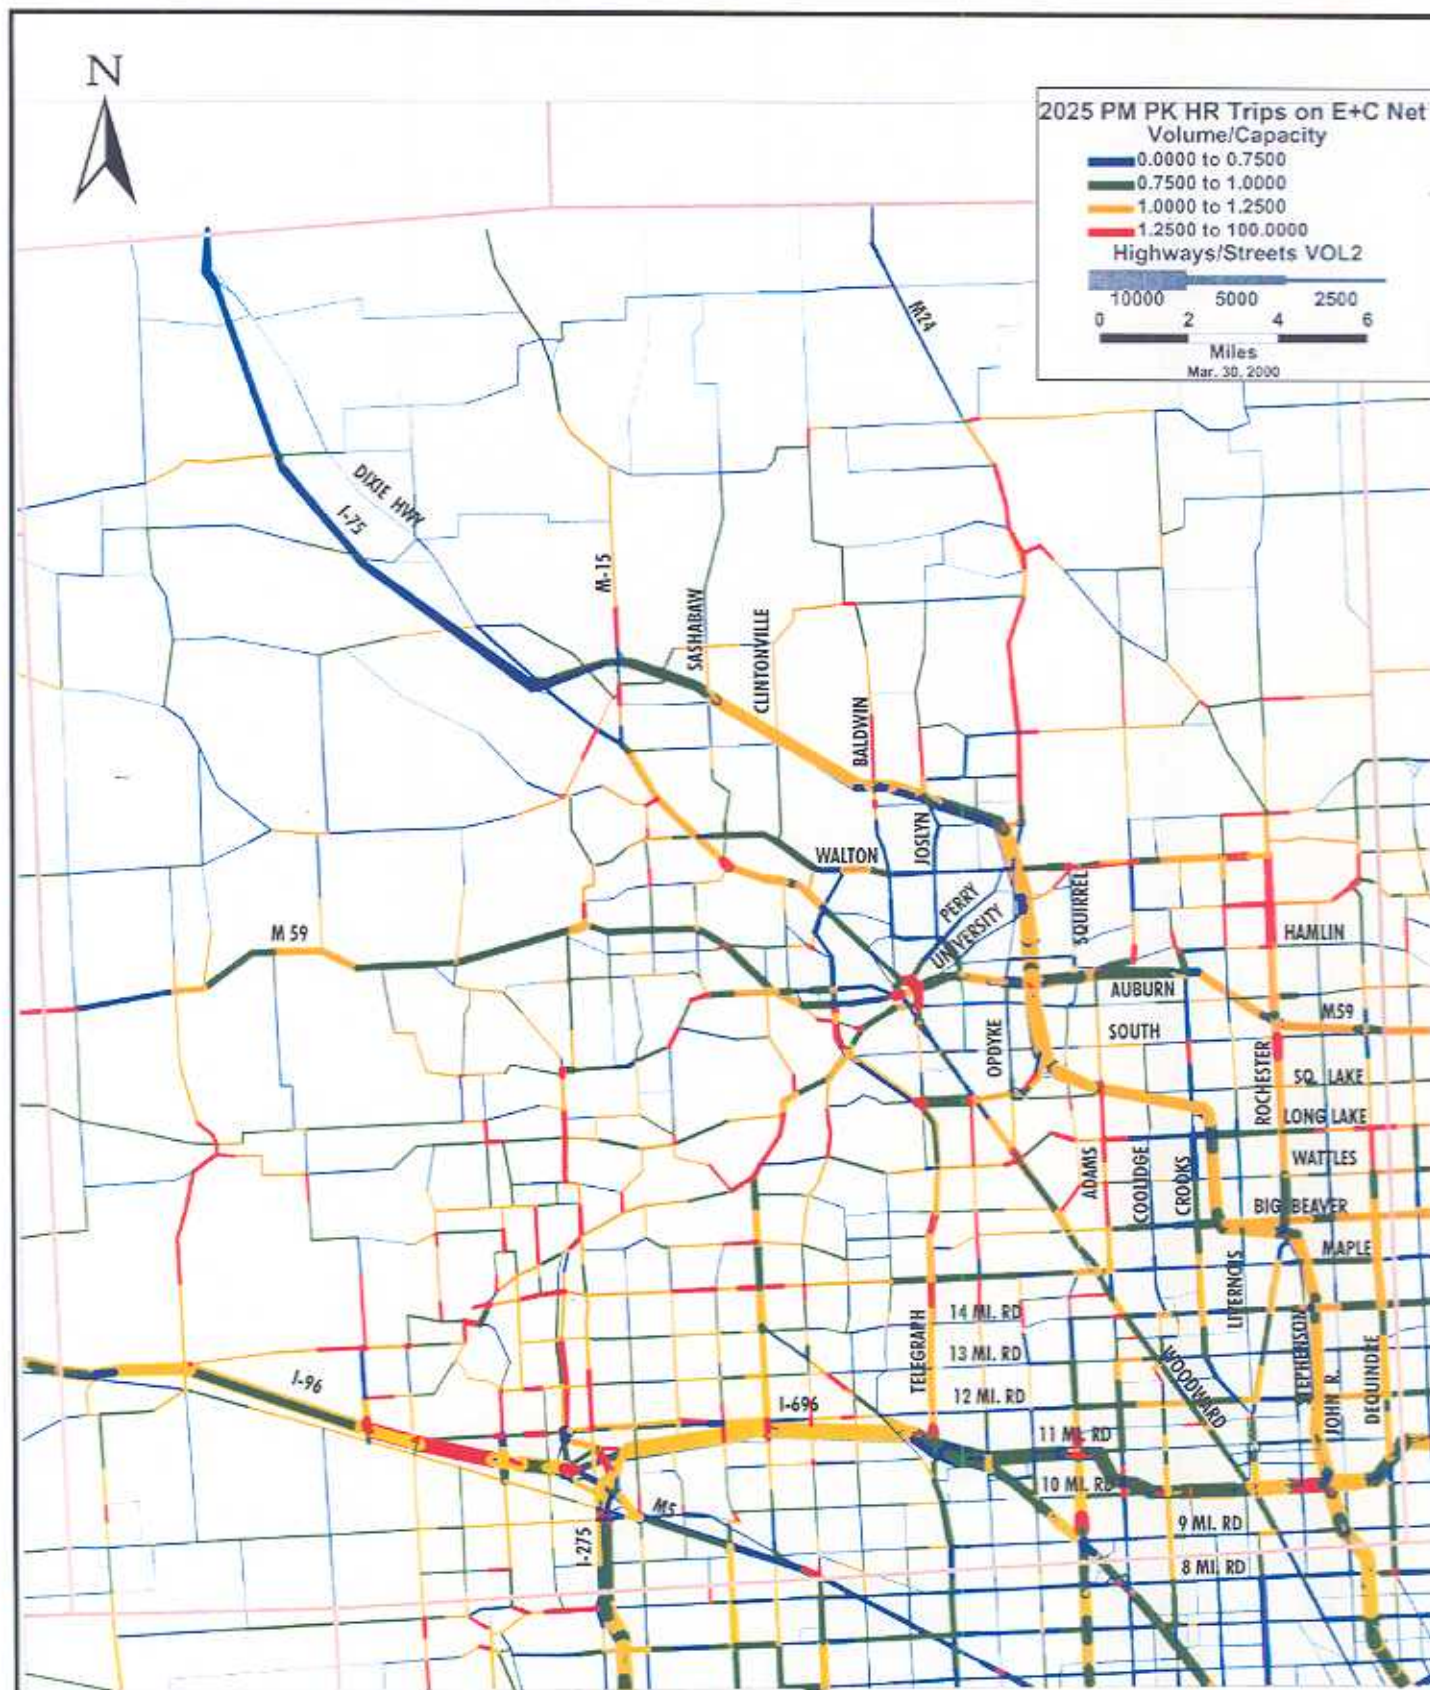 N
2025 PM PK HR Trips on E+C Net
Volume/Capacity
0.0000 to 0.7500
0.7500 to 1.0000
1.0000 to 1.2500
1.2500 to 100.0000
Highways/Streets VOL2
10000 5000 2500
0 2 4 6
Miles
Mar. 30, 2000
M24
DIXIE HWY
I-75
M-15
SASHABAW
CLINTONVILLE
BALDWIN
JOSLYN
WALTON
PERRY
UNIVERSITY
SQUIRREL
M 59
HAMLIN
AUBURN
M59
SOUTH
OPDYKE
ROCHESTER
SQ. LAKE
LONG LAKE
WATTLES
ADAMS
COOLIDGE
CROOKS
BIG BEAVER
MAPLE
LIVERNOIS
14 MI. RD
TELEGRAPH
13 MI. RD
STEPHENSON
JOHN R.
DEQUINDRE
WOODWARD
12 MI. RD
I-96
I-696
11 MI. RD
10 MI. RD
M5
9 MI. RD
I-275
8 MI. RD